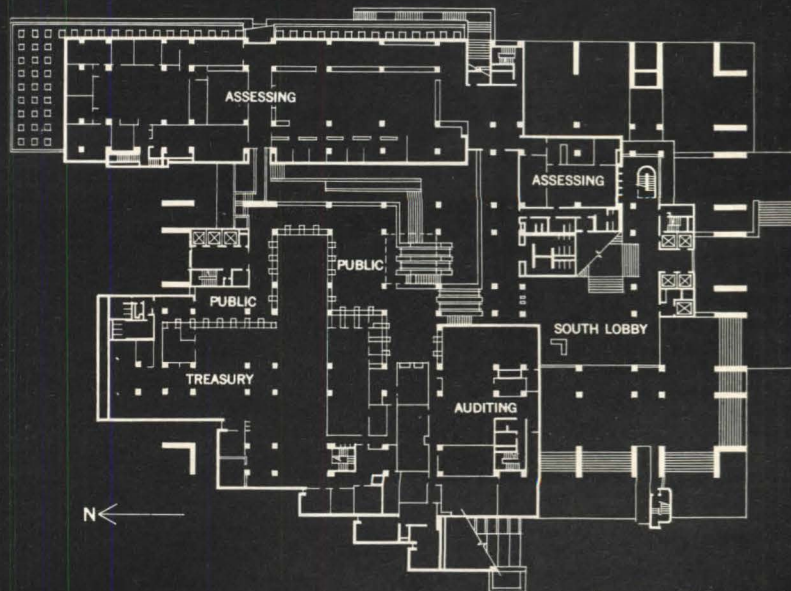 ASSESSING
ASSESSING
PUBLIC
PUBLIC
SOUTH LOBBY
TREASURY
AUDITING
N